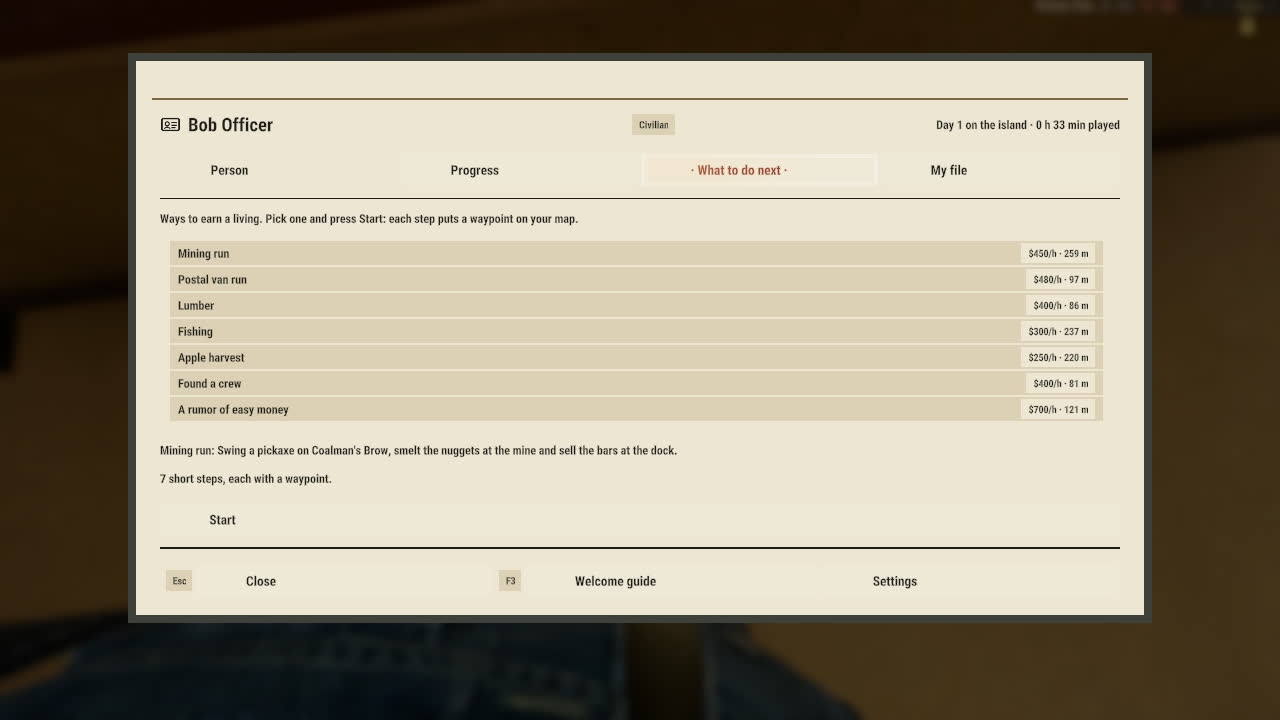 Bob Officer
Civilian
Day 1 on the island · 0 h 33 min played
Person
Progress
· What to do next ·
My file
Ways to earn a living. Pick one and press Start: each step puts a waypoint on your map.
Mining run $450/h · 259 m
Postal van run $480/h · 97 m
Lumber $400/h · 86 m
Fishing $300/h · 237 m
Apple harvest $250/h · 220 m
Found a crew $400/h · 81 m
A rumor of easy money $700/h · 121 m
Mining run: Swing a pickaxe on Coalman's Brow, smelt the nuggets at the mine and sell the bars at the dock.
7 short steps, each with a waypoint.
Start
Esc Close
F3 Welcome guide
Settings